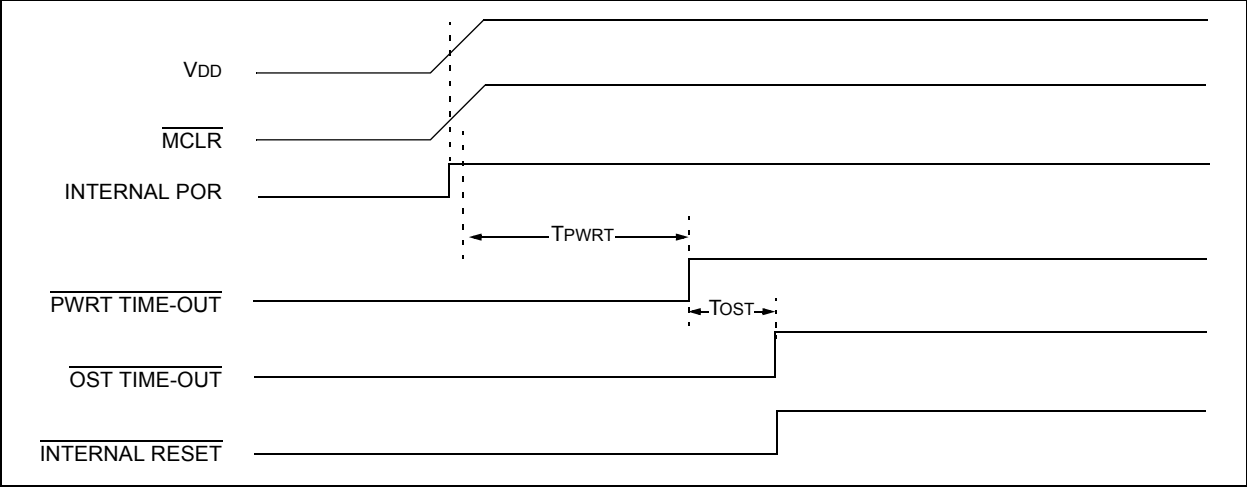 VDD
MCLR
INTERNAL POR
TPWRT
PWRT TIME-OUT
TOST
OST TIME-OUT
INTERNAL RESET